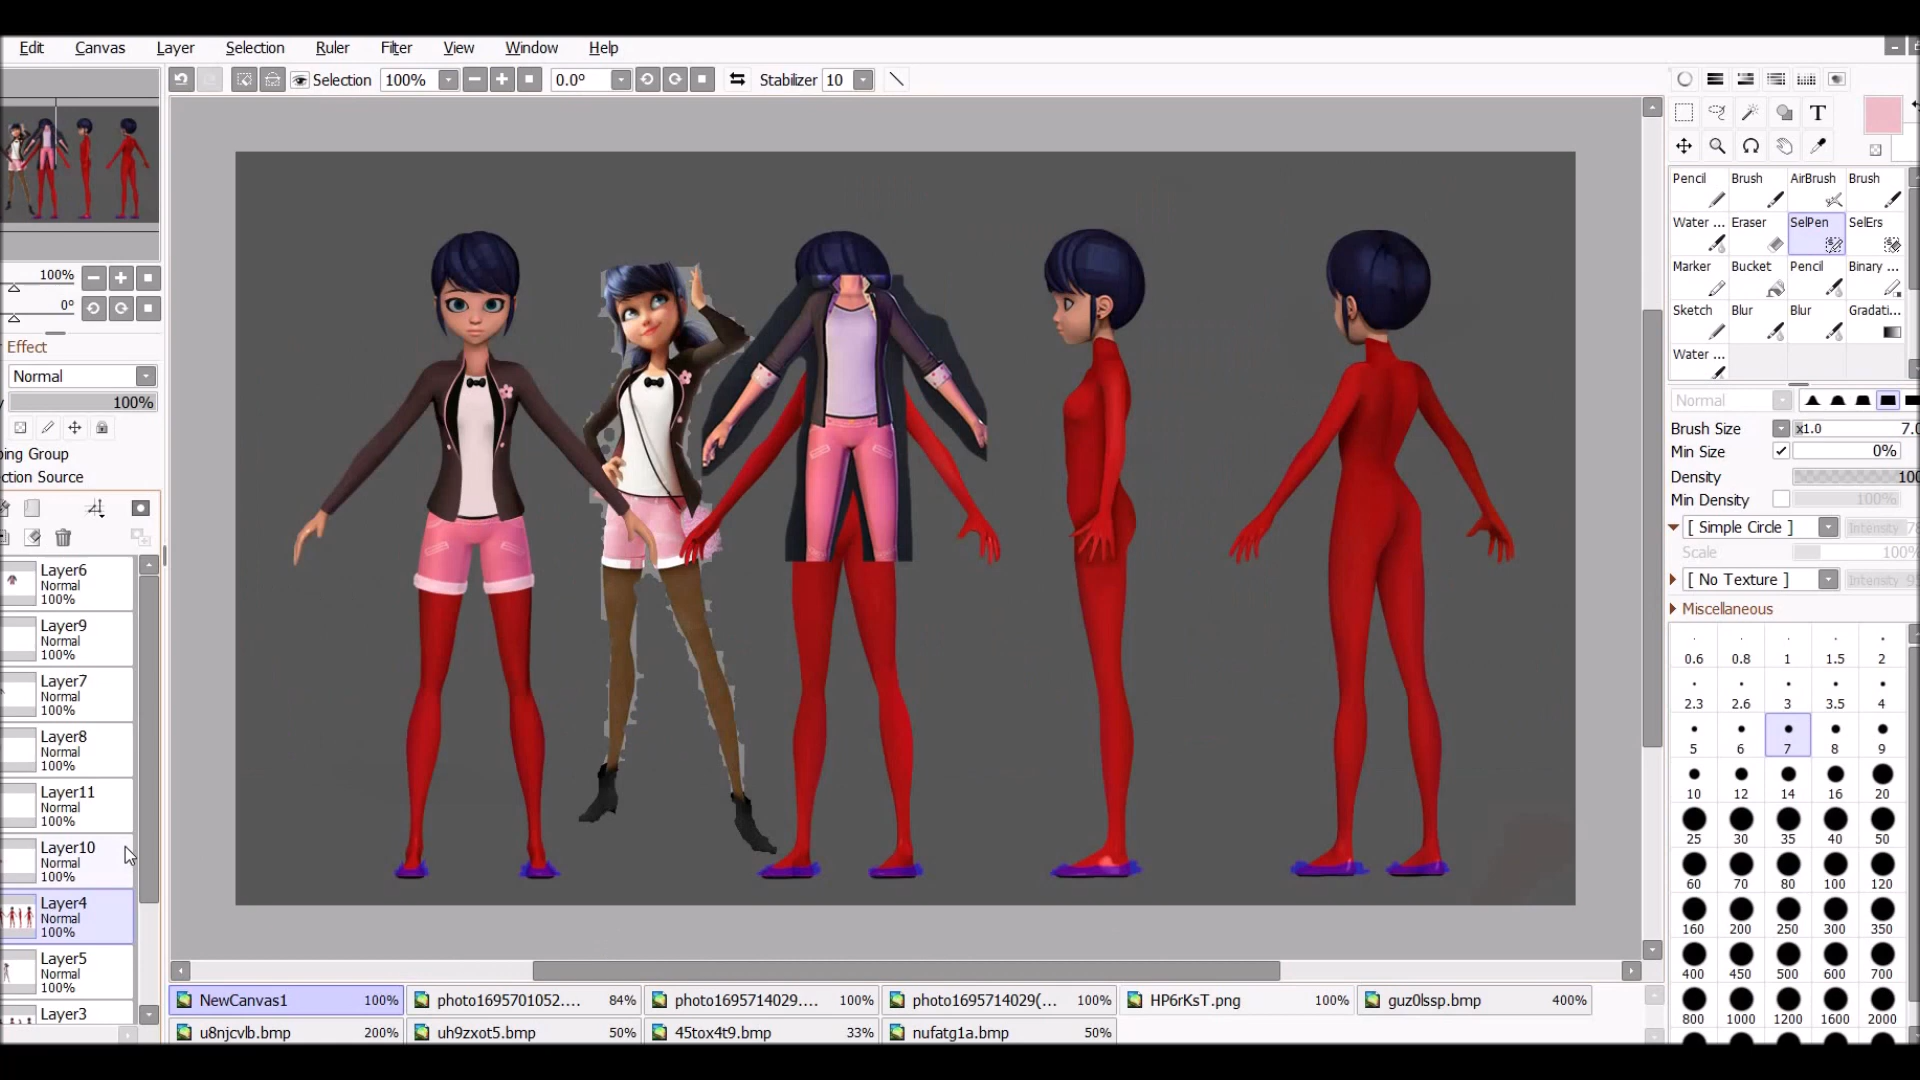 Edit Canvas Layer Selection Ruler Filter View Window Help
Selection 100% 0.0° Stabilizer 10
T
100%
0°
Effect
Normal
100%
ping Group
ction Source
Layer6
Normal
100%
Layer9
Normal
100%
Layer7
Normal
100%
Layer8
Normal
100%
Layer11
Normal
100%
Layer10
Normal
100%
Layer4
Normal
100%
Layer5
Normal
100%
Layer3
Pencil Brush AirBrush Brush
Water ... Eraser SelPen SelErs
Marker Bucket Pencil Binary ...
Sketch Blur Blur Gradati...
Water ...
Normal
Brush Size x1.0 7.0
Min Size 0%
Density 100
Min Density 100%
[ Simple Circle ] Intensity
Scale 100%
[ No Texture ] Intensity
Miscellaneous
0.6 0.8 1 1.5 2
2.3 2.6 3 3.5 4
5 6 7 8 9
10 12 14 16 20
25 30 35 40 50
60 70 80 100 120
160 200 250 300 350
400 450 500 600 700
800 1000 1200 1600 2000
NewCanvas1 100% photo1695701052.... 84% photo1695714029.... 100% photo1695714029(... 100% HP6rKsT.png 100% guz0lssp.bmp 400%
u8njcvlb.bmp 200% uh9zxot5.bmp 50% 45tox4t9.bmp 33% nufatg1a.bmp 50%